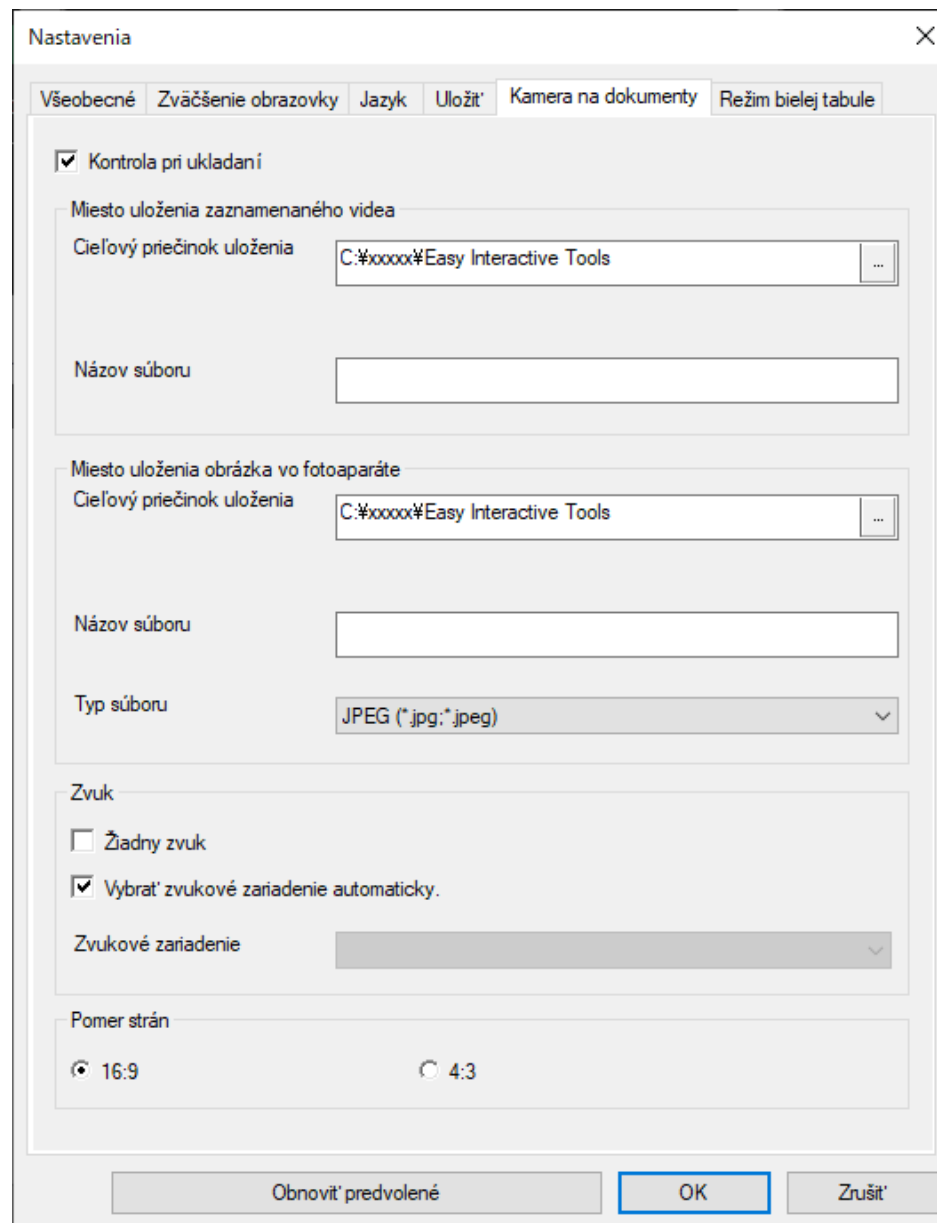 Nastavenia
Všeobecné Zväčšenie obrazovky Jazyk Uložiť Kamera na dokumenty Režim bielej tabule
Kontrola pri ukladaní
Miesto uloženia zaznamenaného videa
Cieľový priečinok uloženia C:¥xxxxx¥Easy Interactive Tools ...
Názov súboru
Miesto uloženia obrázka vo fotoaparáte
Cieľový priečinok uloženia C:¥xxxxx¥Easy Interactive Tools ...
Názov súboru
Typ súboru JPEG (*.jpg;*.jpeg)
Zvuk
Žiadny zvuk
Vybrať zvukové zariadenie automaticky.
Zvukové zariadenie
Pomer strán
16:9 4:3
Obnoviť predvolené OK Zrušiť